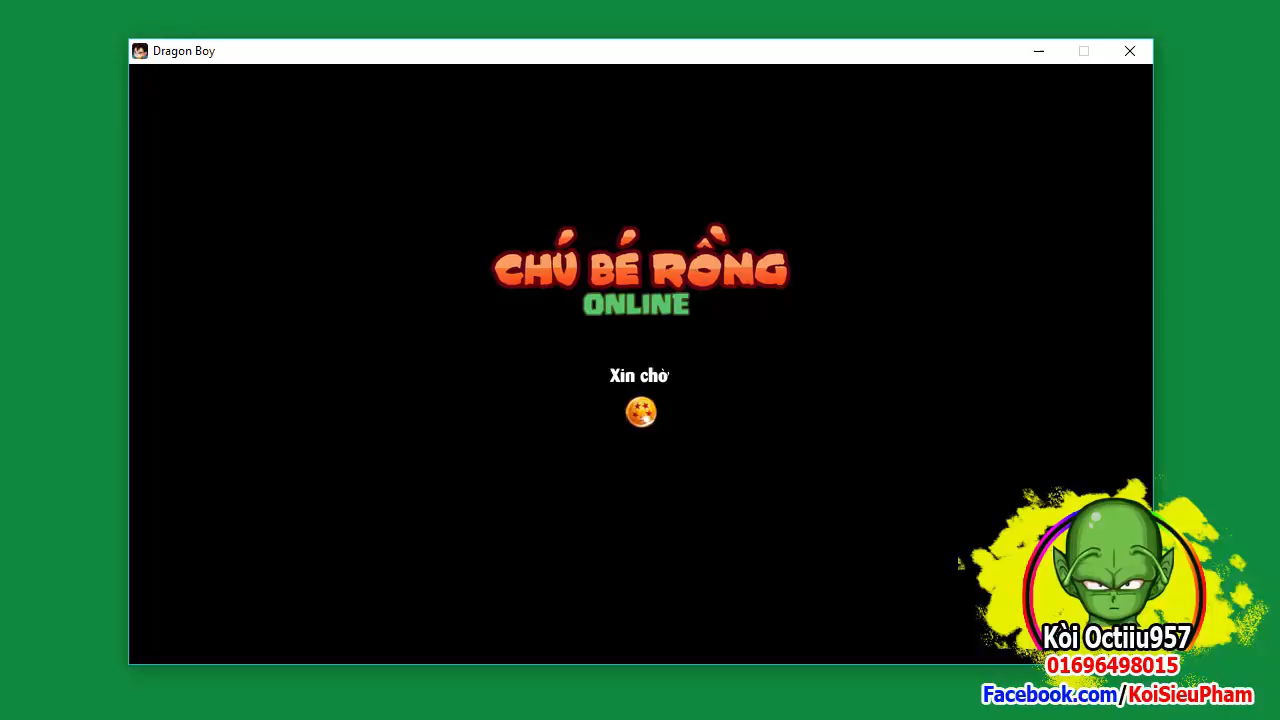 Dragon Boy
CHÚ BÉ RỒNG
ONLINE
Xin chờ
Kòi Octiiu957
01696498015
Facebook.com/KoiSieuPham